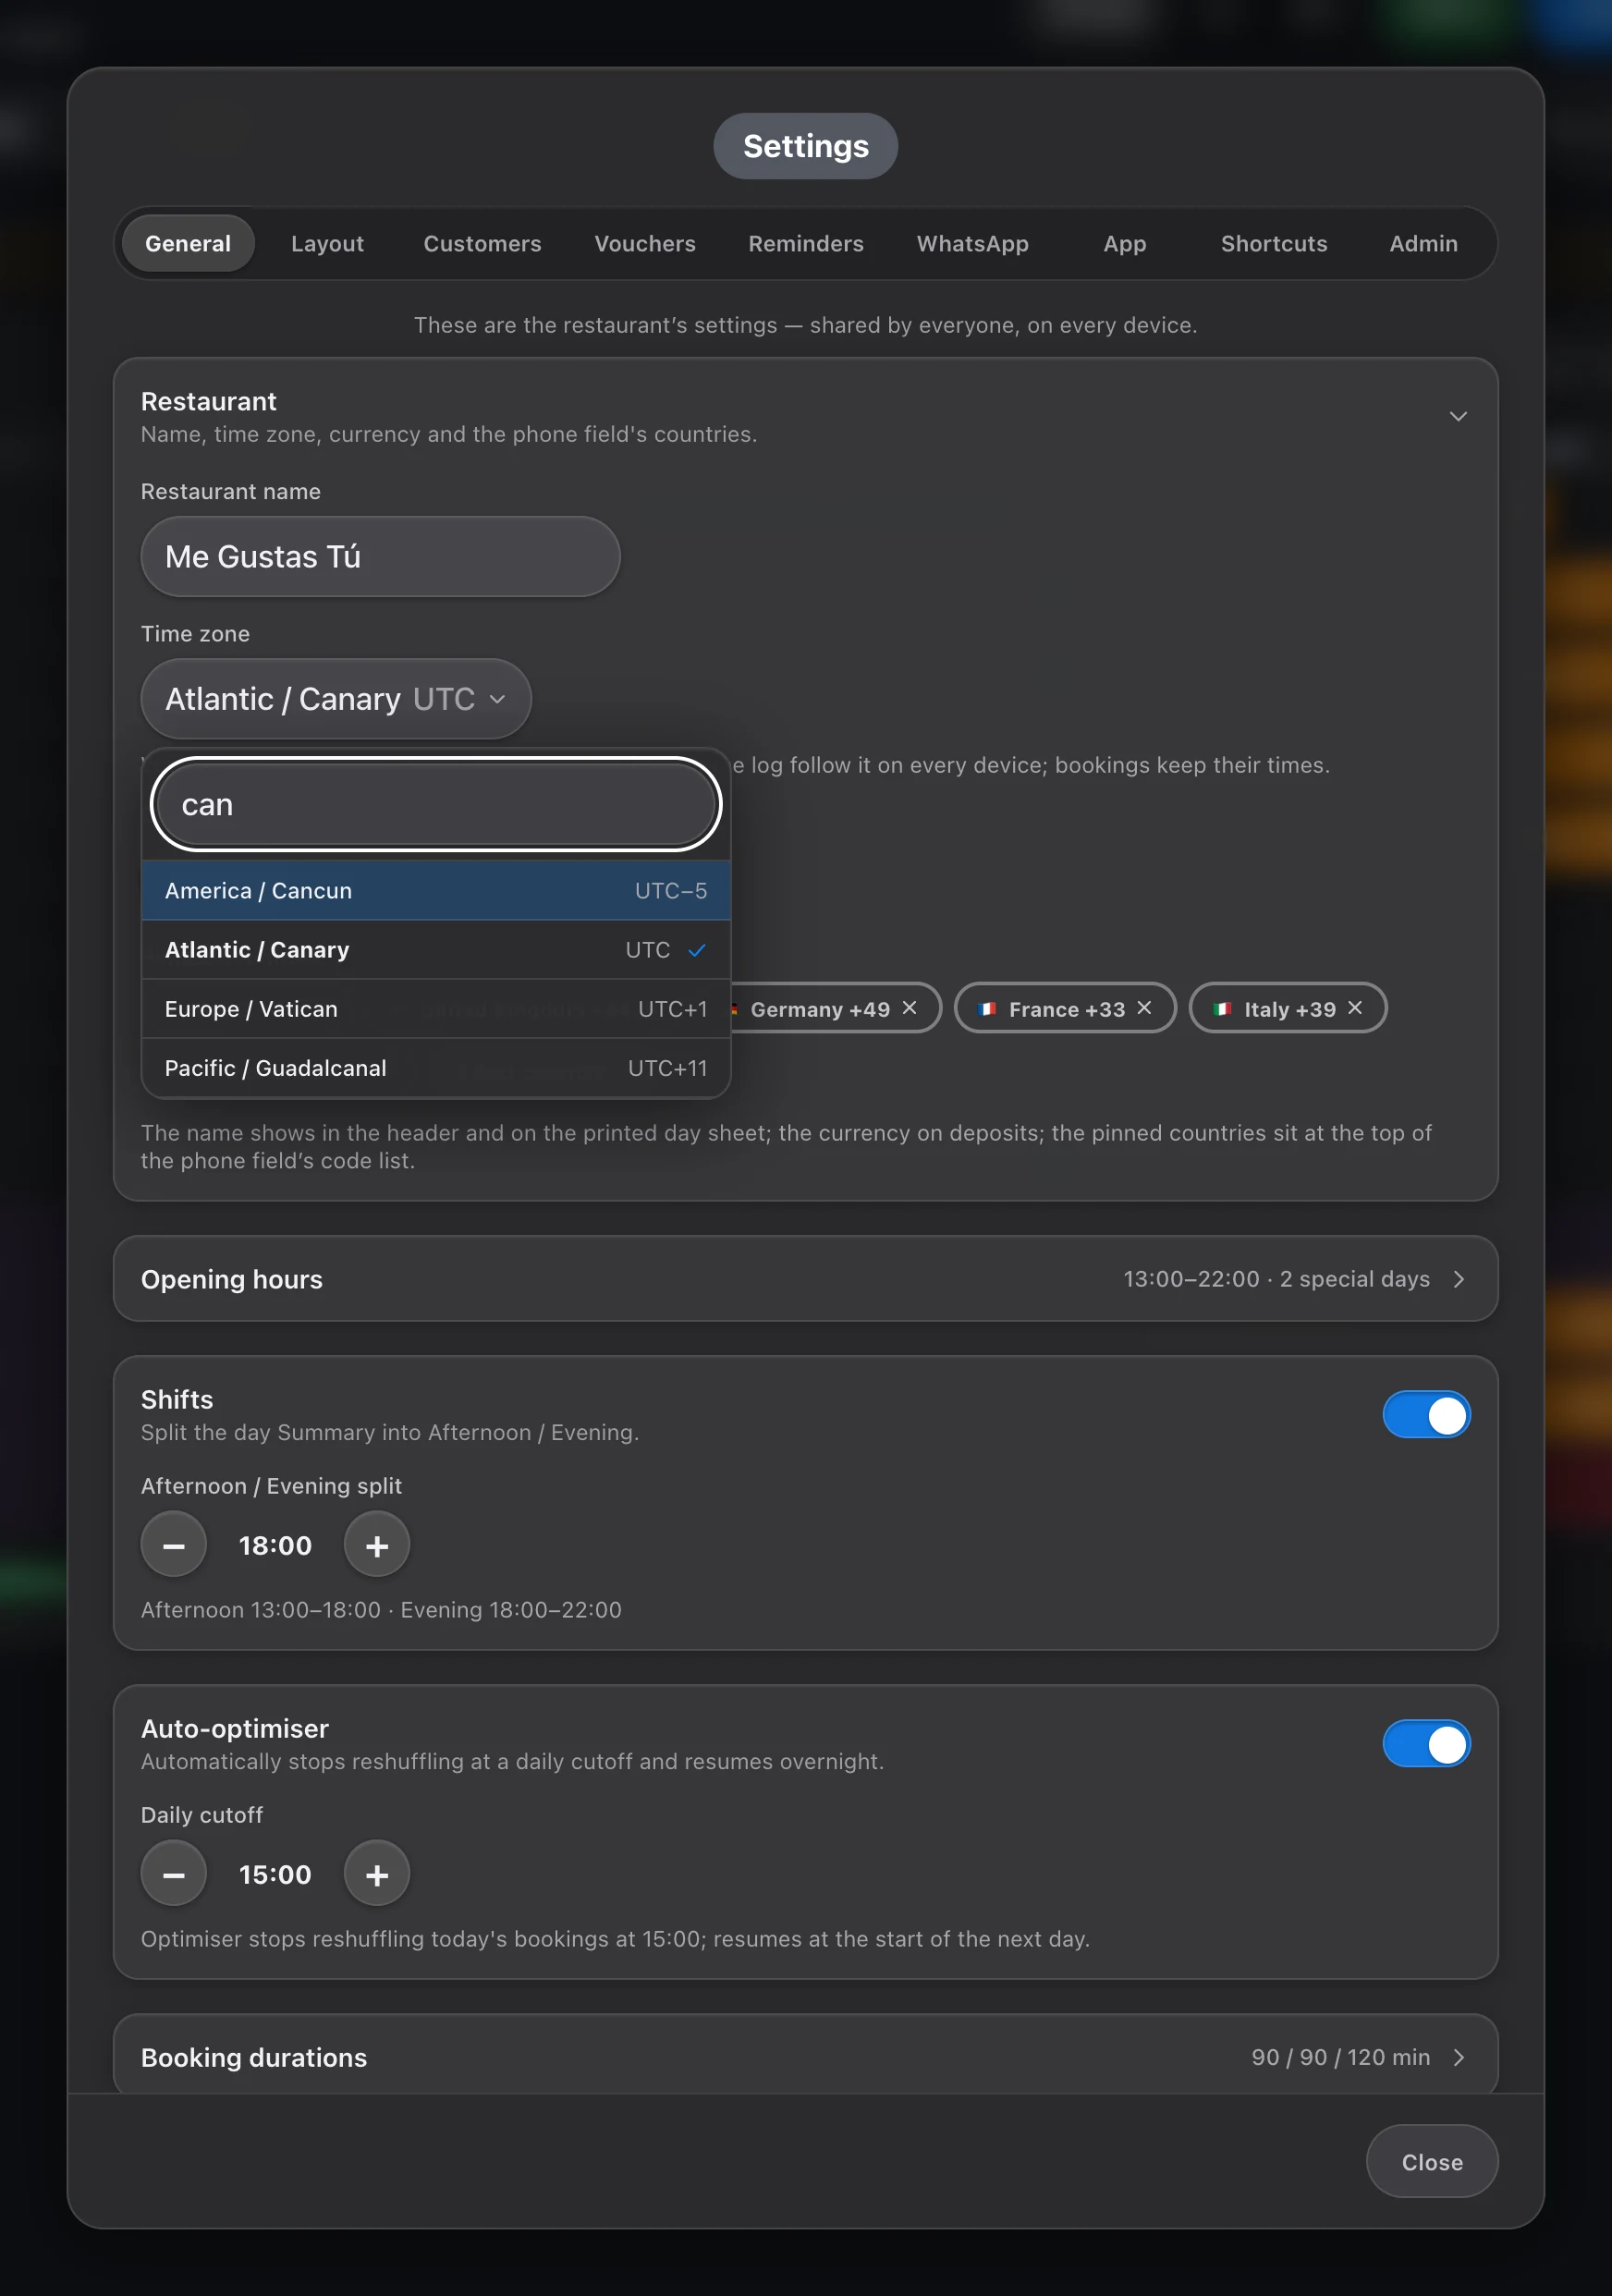 Settings
General Layout Customers Vouchers Reminders WhatsApp App Shortcuts Admin
These are the restaurant’s settings — shared by everyone, on every device.
Restaurant
Name, time zone, currency and the phone field's countries.
Restaurant name
Me Gustas Tú
Time zone
Atlantic / Canary UTC
e log follow it on every device; bookings keep their times.
can
America / Cancun UTC−5
Atlantic / Canary UTC
Europe / Vatican UTC+1
Germany +49 × France +33 × Italy +39 ×
Pacific / Guadalcanal UTC+11
The name shows in the header and on the printed day sheet; the currency on deposits; the pinned countries sit at the top of
the phone field’s code list.
Opening hours 13:00–22:00 · 2 special days
Shifts
Split the day Summary into Afternoon / Evening.
Afternoon / Evening split
− 18:00 +
Afternoon 13:00–18:00 · Evening 18:00–22:00
Auto-optimiser
Automatically stops reshuffling at a daily cutoff and resumes overnight.
Daily cutoff
− 15:00 +
Optimiser stops reshuffling today's bookings at 15:00; resumes at the start of the next day.
Booking durations 90 / 90 / 120 min
Close